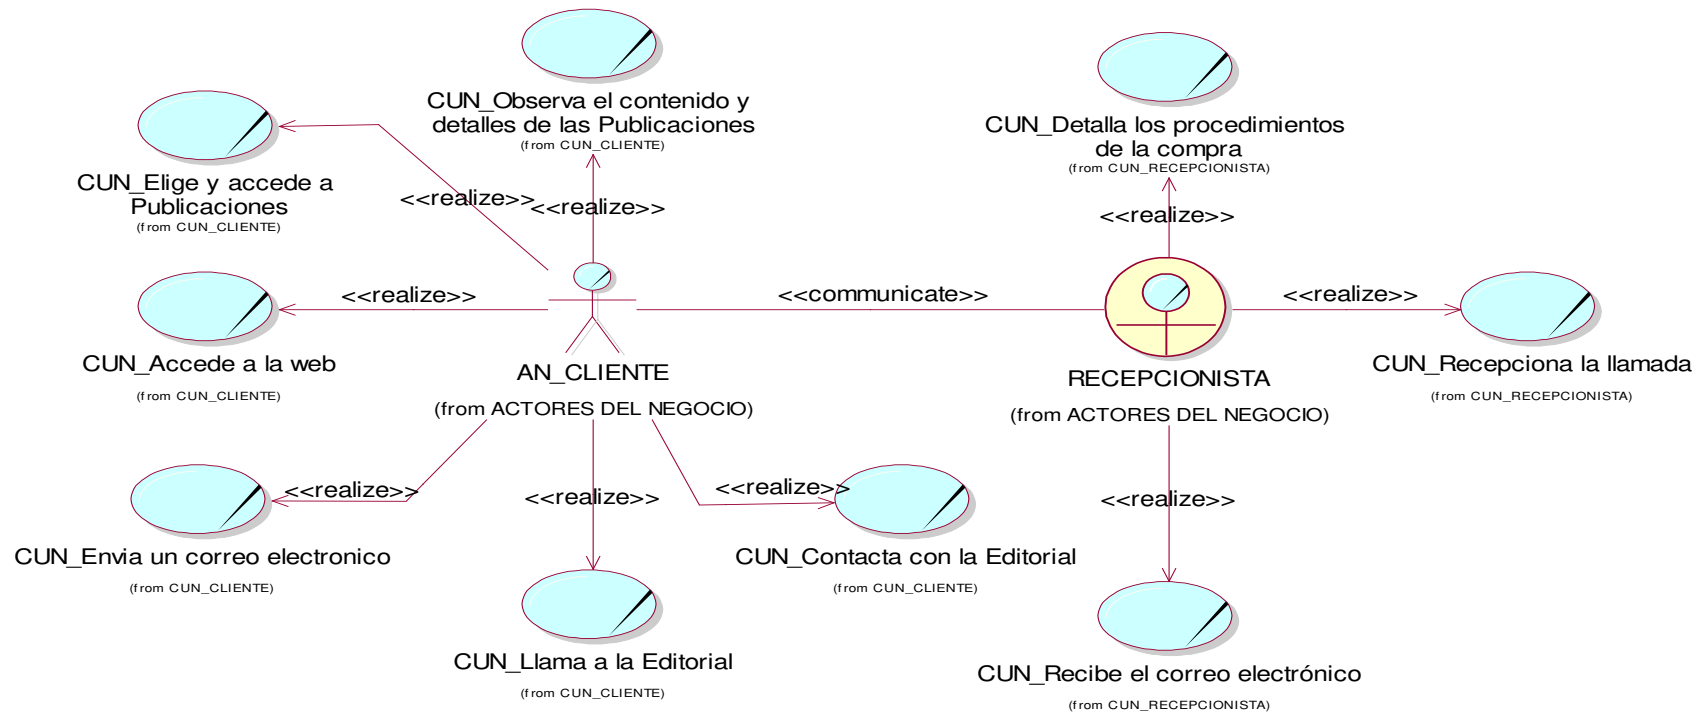 CUN_Observa el contenido y
detalles de las Publicaciones
(from CUN_CLIENTE)
CUN_Detalla los procedimientos
de la compra
(from CUN_RECEPCIONISTA)
CUN_Elige y accede a
Publicaciones
(from CUN_CLIENTE)
<<realize>>
<<realize>>
<<realize>>
<<realize>>
<<communicate>>
<<realize>>
CUN_Accede a la web
(from CUN_CLIENTE)
AN_CLIENTE
(from ACTORES DEL NEGOCIO)
RECEPCIONISTA
(from ACTORES DEL NEGOCIO)
CUN_Recepciona la llamada
(from CUN_RECEPCIONISTA)
<<realize>>
<<realize>>
<<realize>>
<<realize>>
CUN_Envia un correo electronico
(from CUN_CLIENTE)
CUN_Contacta con la Editorial
(from CUN_CLIENTE)
CUN_Llama a la Editorial
(from CUN_CLIENTE)
CUN_Recibe el correo electrónico
(from CUN_RECEPCIONISTA)